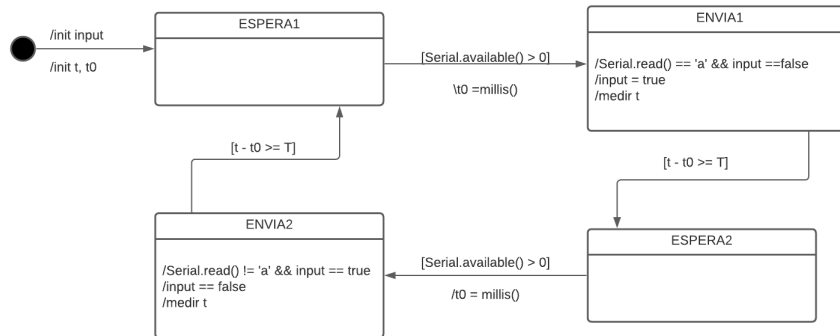 /init input
/init t, t0
ESPERA1
[Serial.available() > 0]
\t0 =millis()
ENVIA1
/Serial.read() == 'a' && input ==false
/input = true
/medir t
[t - t0 >= T]
[t - t0 >= T]
ENVIA2
/Serial.read() != 'a' && input == true
/input == false
/medir t
[Serial.available() > 0]
/t0 = millis()
ESPERA2